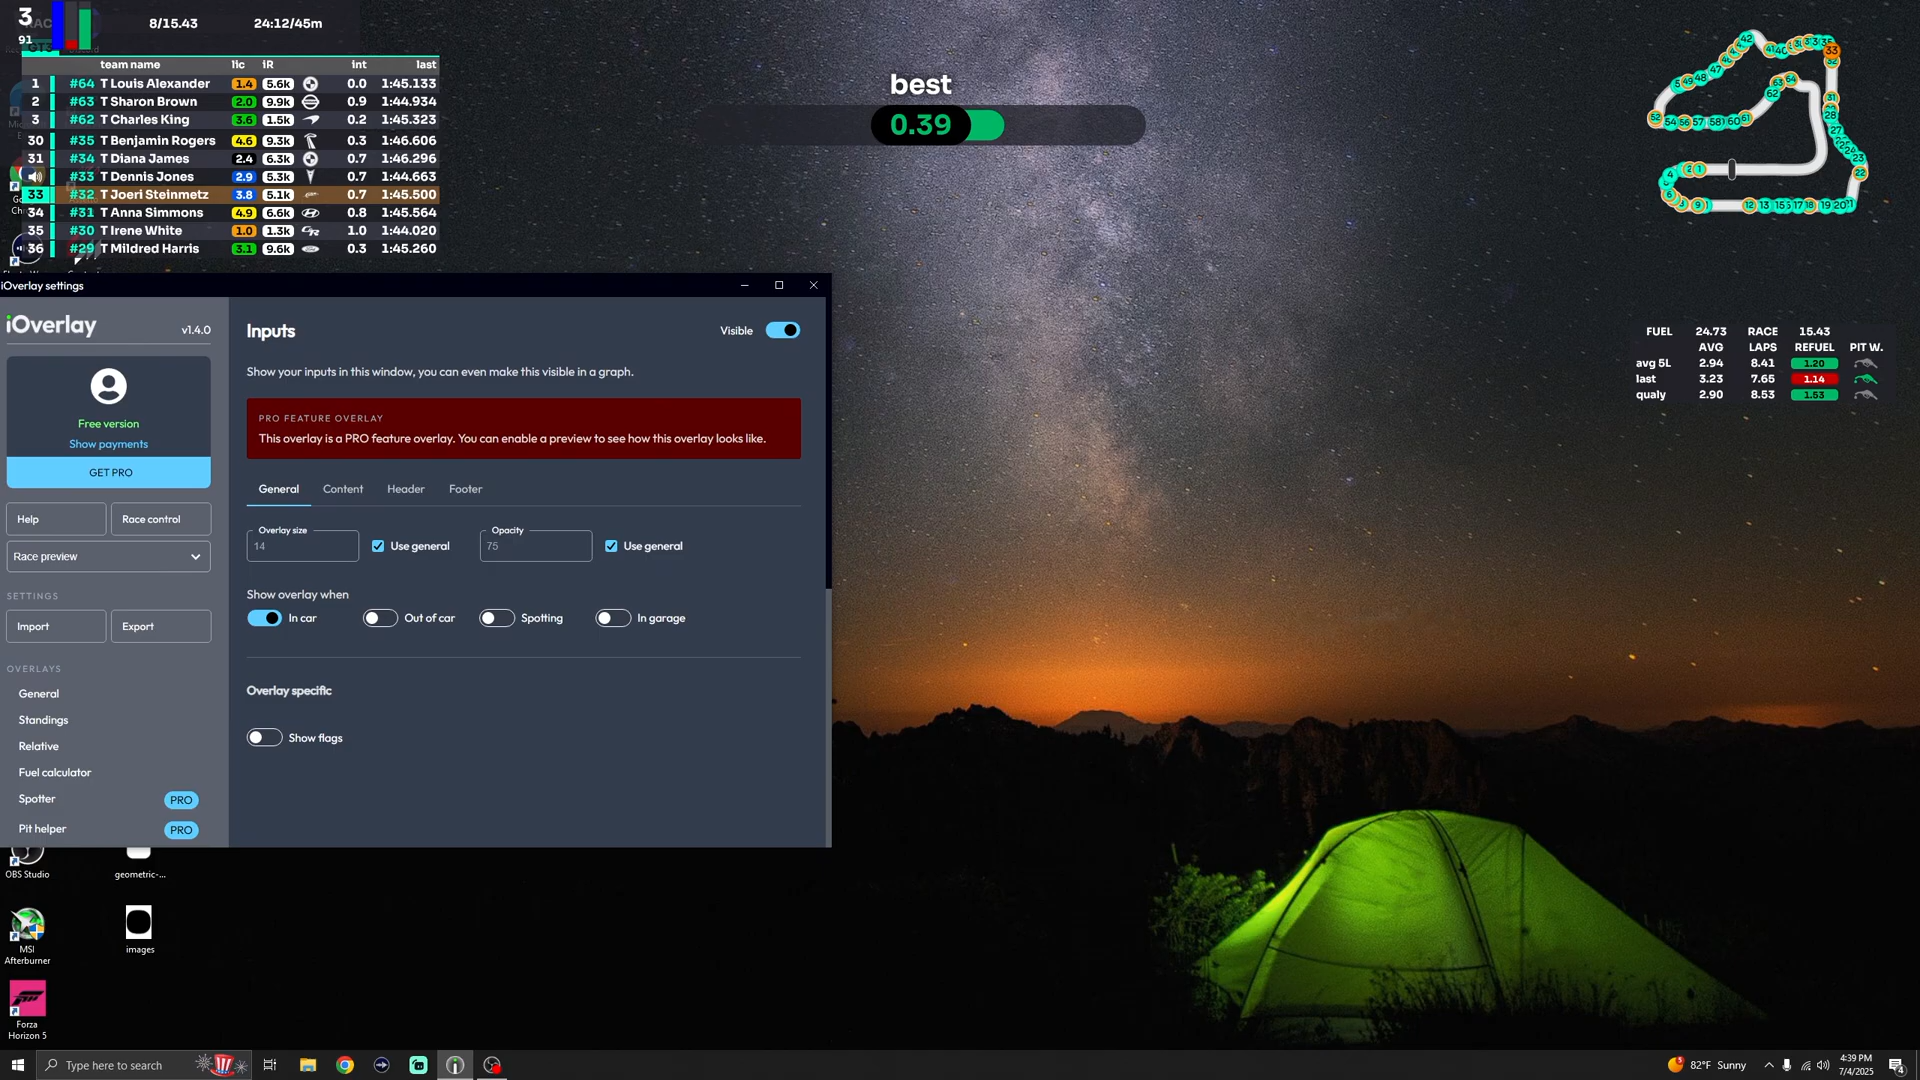 3
91
8/15.43
24:12/45m
team name lic iR int last
1 #64 T Louis Alexander 1.4 5.6k 0.0 1:45.133
2 #63 T Sharon Brown 2.0 9.9k 0.9 1:44.934
3 #62 T Charles King 3.6 1.5k 0.2 1:45.323
30 #35 T Benjamin Rogers 4.6 9.3k 0.3 1:46.606
31 #34 T Diana James 2.4 6.3k 0.7 1:46.296
#33 T Dennis Jones 2.9 5.3k 0.7 1:44.663
33 #32 T Joeri Steinmetz 3.8 5.1k 0.7 1:45.500
34 #31 T Anna Simmons 4.9 6.6k 0.8 1:45.564
35 #30 T Irene White 1.0 1.3k 1.0 1:44.020
36 #29 T Mildred Harris 3.1 9.6k 0.3 1:45.260
best
0.39
FUEL 24.73 RACE 15.43
AVG LAPS REFUEL PIT W.
avg 5L 2.94 8.41 1.20
last 3.23 7.65 1.14
qualy 2.90 8.53 1.53
iOverlay settings
iOverlay
v1.4.0
Free version
Show payments
GET PRO
Help
Race control
Race preview
SETTINGS
Import
Export
OVERLAYS
General
Standings
Relative
Fuel calculator
Spotter PRO
Pit helper PRO
Inputs
Visible
Show your inputs in this window, you can even make this visible in a graph.
PRO FEATURE OVERLAY
This overlay is a PRO feature overlay. You can enable a preview to see how this overlay looks like.
General Content Header Footer
Overlay size
14
Use general
Opacity
75
Use general
Show overlay when
In car
Out of car
Spotting
In garage
Overlay specific
Show flags
OBS Studio
geometric-...
MSI
Afterburner
images
Forza
Horizon 5
Type here to search
82°F Sunny
4:39 PM
7/4/2025